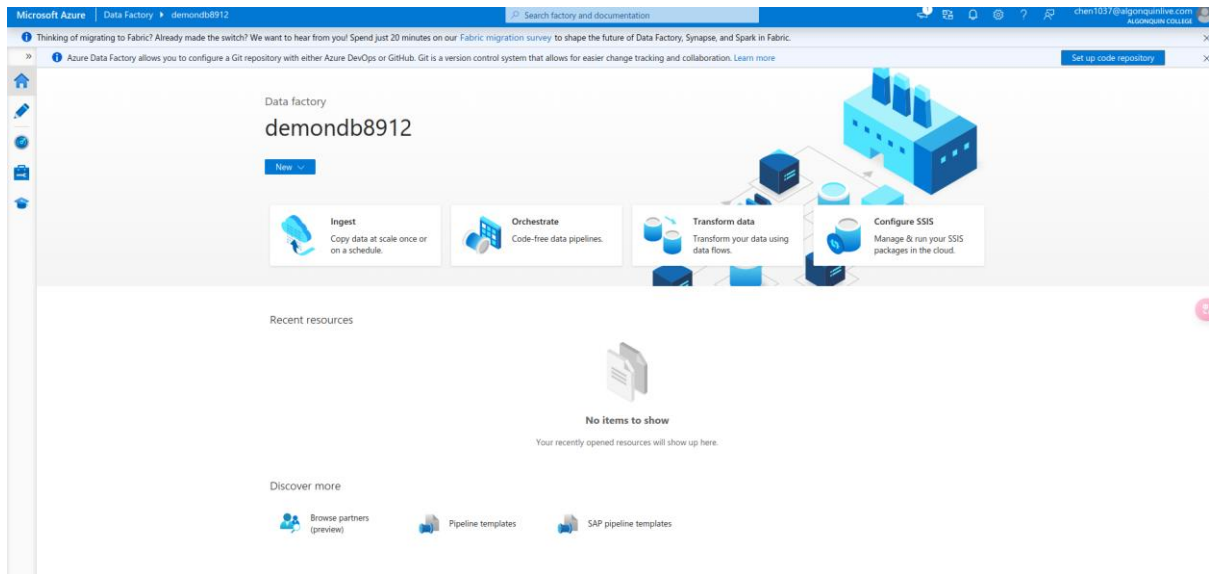 Microsoft Azure
Data Factory
demondb8912
Search factory and documentation
1
chen1037@algonquinlive.com
ALGONQUIN COLLEGE
Thinking of migrating to Fabric? Already made the switch? We want to hear from you! Spend just 20 minutes on our Fabric migration survey to shape the future of Data Factory, Synapse, and Spark in Fabric.
Azure Data Factory allows you to configure a Git repository with either Azure DevOps or GitHub. Git is a version control system that allows for easier change tracking and collaboration. Learn more
Set up code repository
Data factory
demondb8912
New
Ingest
Copy data at scale once or
on a schedule.
Orchestrate
Code-free data pipelines.
Transform data
Transform your data using
data flows.
Configure SSIS
Manage & run your SSIS
packages in the cloud.
Recent resources
No items to show
Your recently opened resources will show up here.
Discover more
Browse partners
(preview)
Pipeline templates
SAP pipeline templates